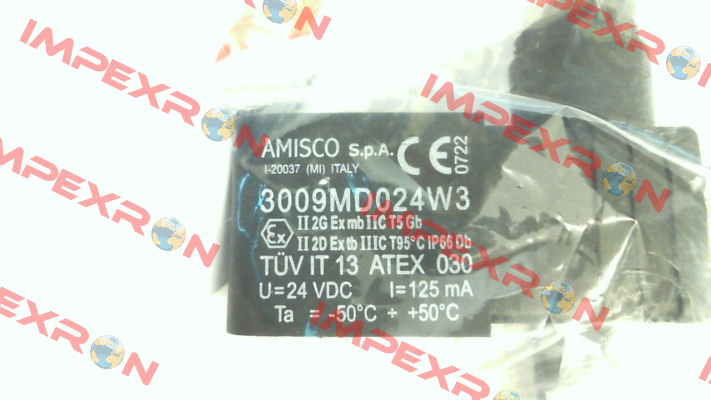 AMISCO S.p.A.
I-20037 (MI) ITALY
CE 0722
3009MD024W3
Ex II 2G Ex mb IIC T5 Gb
II 2D Ex tb IIIC T95°C IP66 Db
TÜV IT 13 ATEX 030
U=24 VDC I=125 mA
Ta = -50°C ÷ +50°C
IMPEXRON
IMPEXRON
IMPEXRON
IMPEXRON
IMPEXRON
IMPEXRON